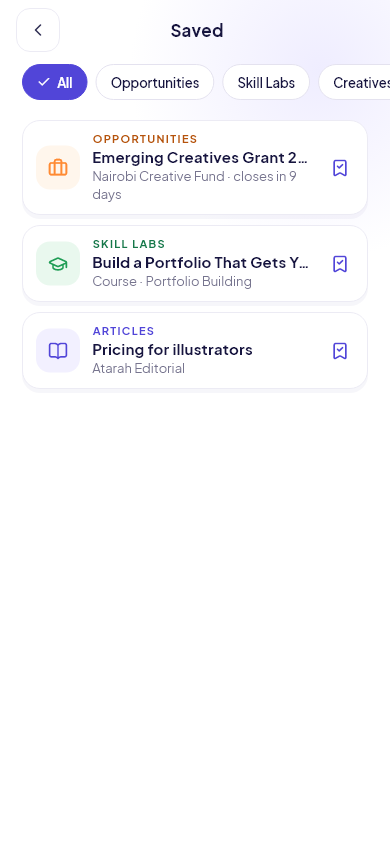 Saved
All
Opportunities
Skill Labs
Creatives
OPPORTUNITIES
Emerging Creatives Grant 2...
Nairobi Creative Fund · closes in 9
days
SKILL LABS
Build a Portfolio That Gets Y...
Course · Portfolio Building
ARTICLES
Pricing for illustrators
Atarah Editorial